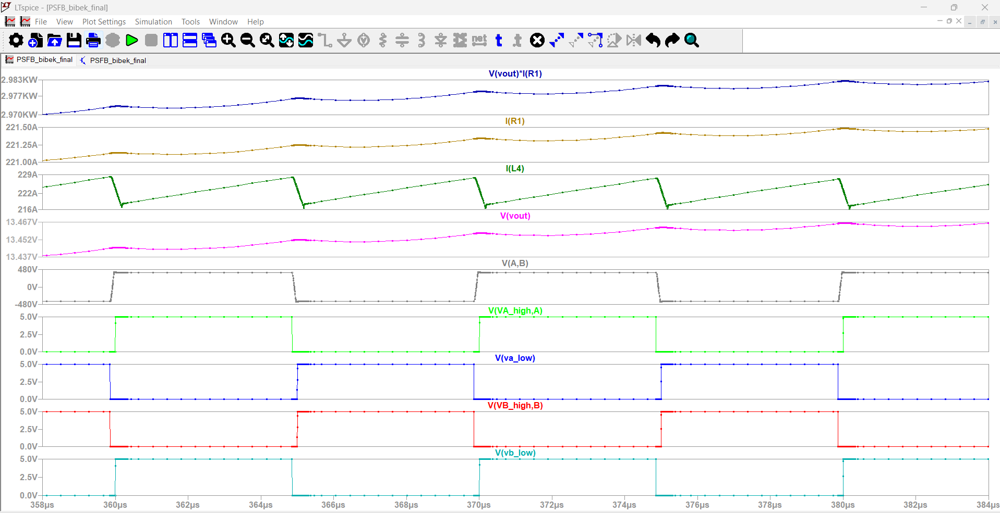 LTspice - [PSFB_bibek_final]
File View Plot Settings Simulation Tools Window Help
net t t
PSFB_bibek_final PSFB_bibek_final
V(vout)*I(R1)
2.983KW
2.977KW
2.970KW
I(R1)
221.50A
221.25A
221.00A
I(L4)
229A
222A
216A
V(vout)
13.467V
13.452V
13.437V
V(A,B)
480V
0V
-480V
V(VA_high,A)
5.0V
2.5V
0.0V
V(va_low)
5.0V
2.5V
0.0V
V(VB_high,B)
5.0V
2.5V
0.0V
V(vb_low)
5.0V
2.5V
0.0V
358µs 360µs 362µs 364µs 366µs 368µs 370µs 372µs 374µs 376µs 378µs 380µs 382µs 384µs